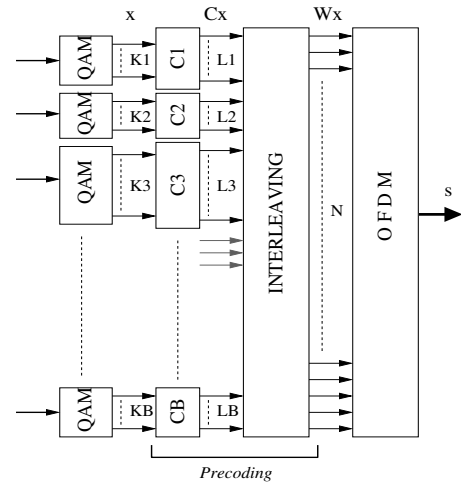 x Cx Wx
QAM K1 C1 L1
QAM K2 C2 L2
QAM K3 C3 L3
INTERLEAVING
N
OFDM
s
QAM KB CB LB
Precoding